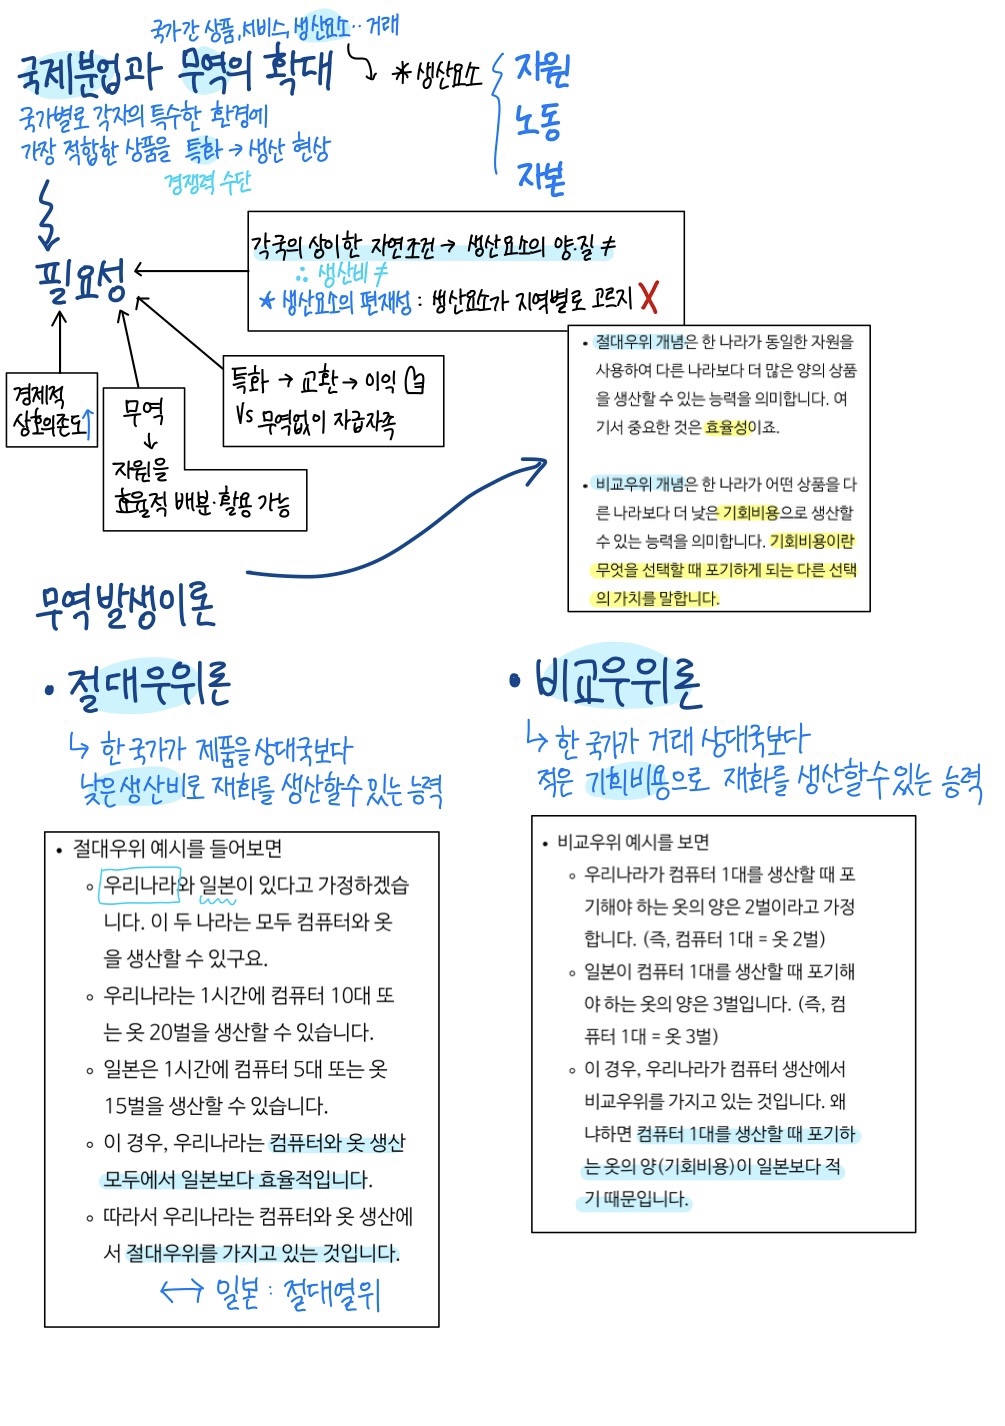 국가간 상품, 서비스, 생산요소‥거래
국제분업과 무역의 확대
* 생산요소
자원
노동
자본
국가별로 각자의 특수한 환경에
가장 적합한 상품을 특화 → 생산 현상
경쟁력 수단
필요성
각국의 상이한 자연조건 → 생산요소의 양·질 ≠
∴ 생산비 ≠
* 생산요소의 편재성 : 생산요소가 지역별로 고르지 X
특화 → 교환 → 이익
Vs 무역없이 자급자족
경제적
상호의존도↑
무역
↓
자원을
효율적 배분·활용 가능
• 절대우위 개념은 한 나라가 동일한 자원을
사용하여 다른 나라보다 더 많은 양의 상품
을 생산할 수 있는 능력을 의미합니다. 여
기서 중요한 것은 효율성이죠.
• 비교우위 개념은 한 나라가 어떤 상품을 다
른 나라보다 더 낮은 기회비용으로 생산할
수 있는 능력을 의미합니다. 기회비용이란
무엇을 선택할 때 포기하게 되는 다른 선택
의 가치를 말합니다.
무역발생이론
• 절대우위론
↳ 한 국가가 제품을 상대국보다
낮은 생산비로 재화를 생산할수 있는 능력
• 절대우위 예시를 들어보면
◦ 우리나라와 일본이 있다고 가정하겠습
니다. 이 두 나라는 모두 컴퓨터와 옷
을 생산할 수 있구요.
◦ 우리나라는 1시간에 컴퓨터 10대 또
는 옷 20벌을 생산할 수 있습니다.
◦ 일본은 1시간에 컴퓨터 5대 또는 옷
15벌을 생산할 수 있습니다.
◦ 이 경우, 우리나라는 컴퓨터와 옷 생산
모두에서 일본보다 효율적입니다.
◦ 따라서 우리나라는 컴퓨터와 옷 생산에
서 절대우위를 가지고 있는 것입니다.
↔ 일본 : 절대열위
• 비교우위론
↳ 한 국가가 거래 상대국보다
적은 기회비용으로 재화를 생산할수있는 능력
• 비교우위 예시를 보면
◦ 우리나라가 컴퓨터 1대를 생산할 때 포
기해야 하는 옷의 양은 2벌이라고 가정
합니다. (즉, 컴퓨터 1대 = 옷 2벌)
◦ 일본이 컴퓨터 1대를 생산할 때 포기해
야 하는 옷의 양은 3벌입니다. (즉, 컴
퓨터 1대 = 옷 3벌)
◦ 이 경우, 우리나라가 컴퓨터 생산에서
비교우위를 가지고 있는 것입니다. 왜
냐하면 컴퓨터 1대를 생산할 때 포기하
는 옷의 양(기회비용)이 일본보다 적
기 때문입니다.